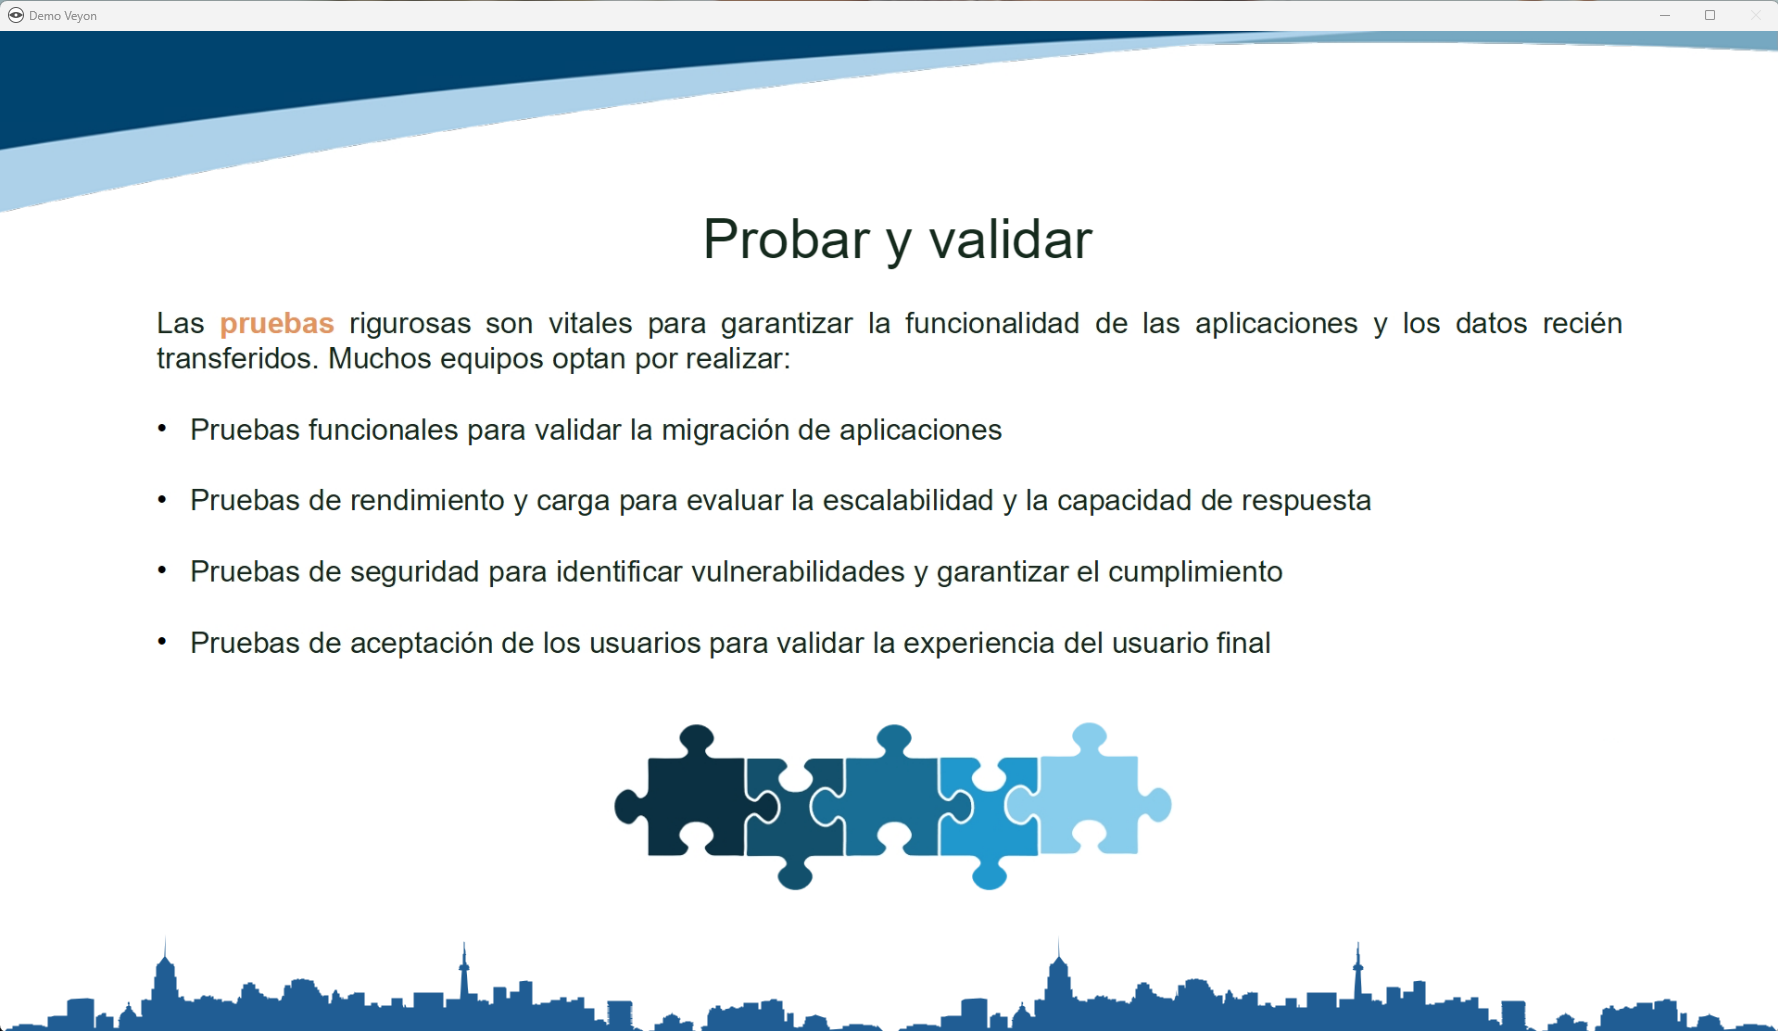 Demo Veyon
Probar y validar
Las pruebas rigurosas son vitales para garantizar la funcionalidad de las aplicaciones y los datos recién
transferidos. Muchos equipos optan por realizar:
• Pruebas funcionales para validar la migración de aplicaciones
• Pruebas de rendimiento y carga para evaluar la escalabilidad y la capacidad de respuesta
• Pruebas de seguridad para identificar vulnerabilidades y garantizar el cumplimiento
• Pruebas de aceptación de los usuarios para validar la experiencia del usuario final